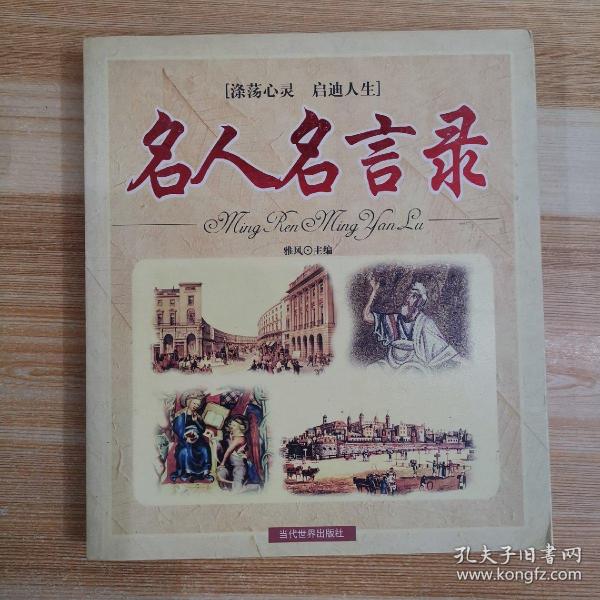 [涤荡心灵 启迪人生]
名人名言录
Ming Ren Ming Yan Lu
雅风⊙主编
当代世界出版社
孔夫子旧书网
www.kongfz.com